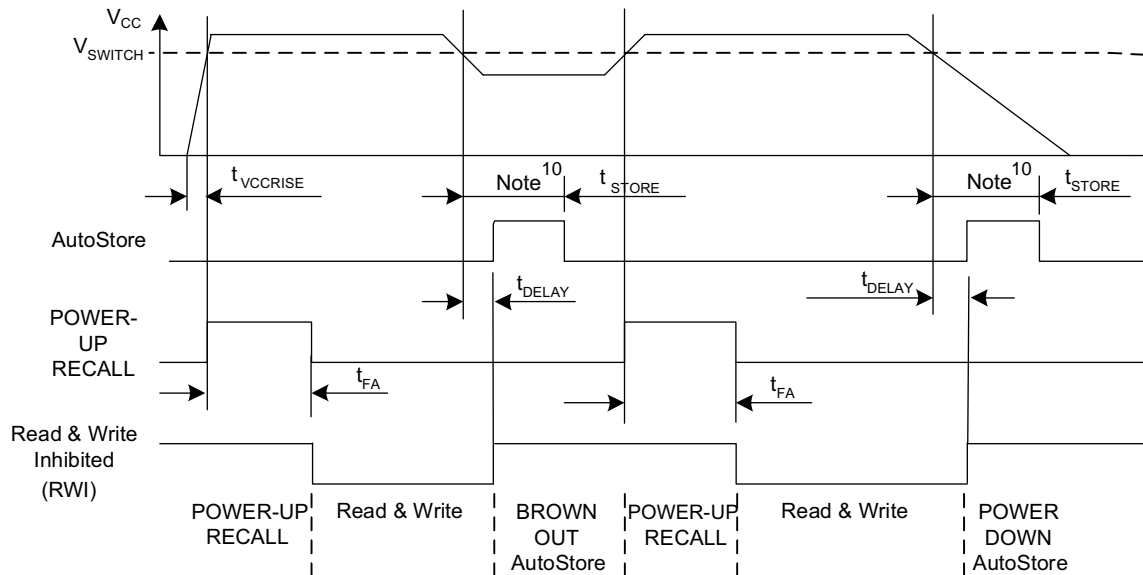 VCC
VSWITCH
tVCCRISE
Note10
tSTORE
Note10
tSTORE
AutoStore
tDELAY
tDELAY
POWER-
UP
RECALL
tFA
tFA
Read & Write
Inhibited
(RWI)
POWER-UP
RECALL
Read & Write
BROWN
OUT
AutoStore
POWER-UP
RECALL
Read & Write
POWER
DOWN
AutoStore